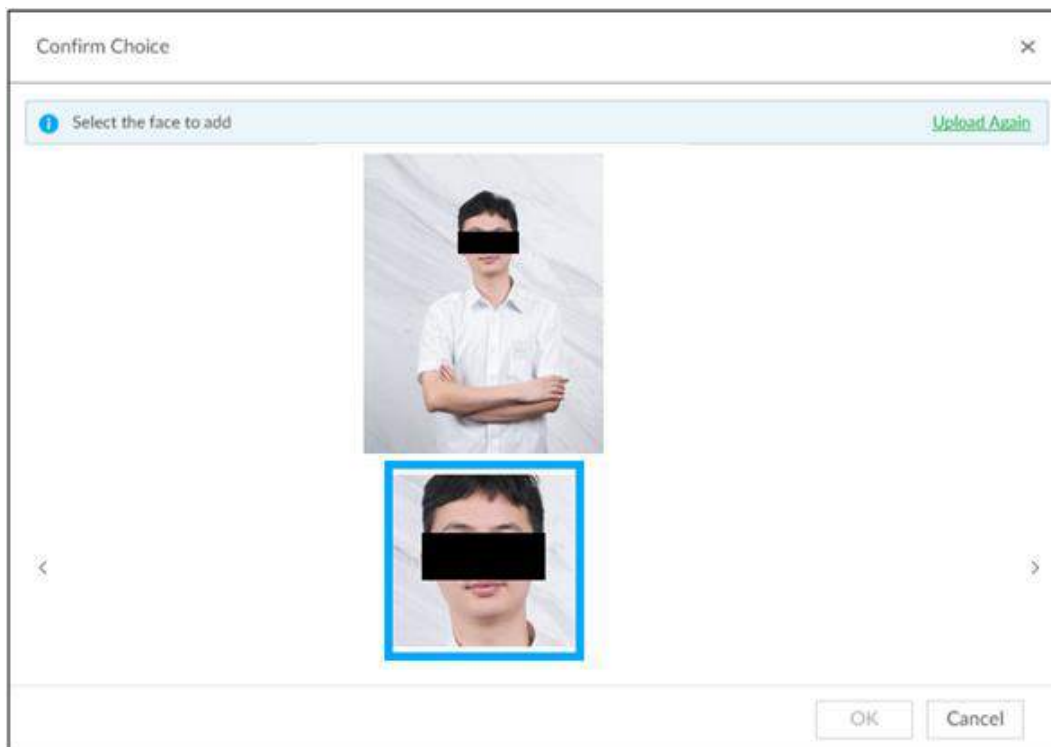 Confirm Choice
Select the face to add
Upload Again
OK
Cancel